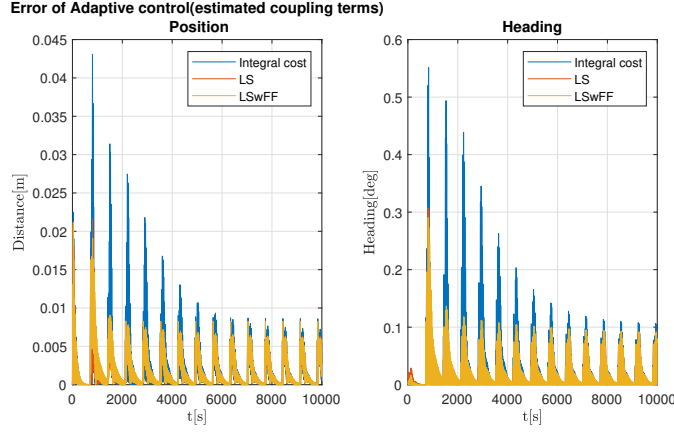 Error of Adaptive control(estimated coupling terms)
Position
Heading
Integral cost
LS
LSwFF
Integral cost
LS
LSwFF
Distance[m]
0.045
0.04
0.035
0.03
0.025
0.02
0.015
0.01
0.005
0
0 2000 4000 6000 8000 10000
t[s]
Heading[deg]
0.6
0.5
0.4
0.3
0.2
0.1
0
0 2000 4000 6000 8000 10000
t[s]